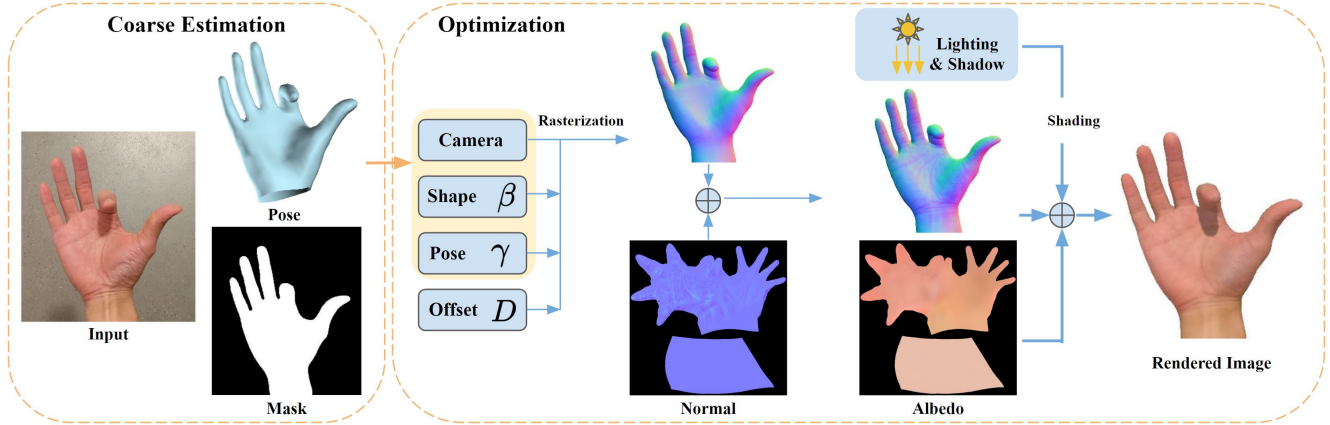 Coarse Estimation
Pose
Input
Mask
Optimization
Camera
Shape β
Pose γ
Offset D
Rasterization
Normal
Lighting
& Shadow
Albedo
Shading
Rendered Image